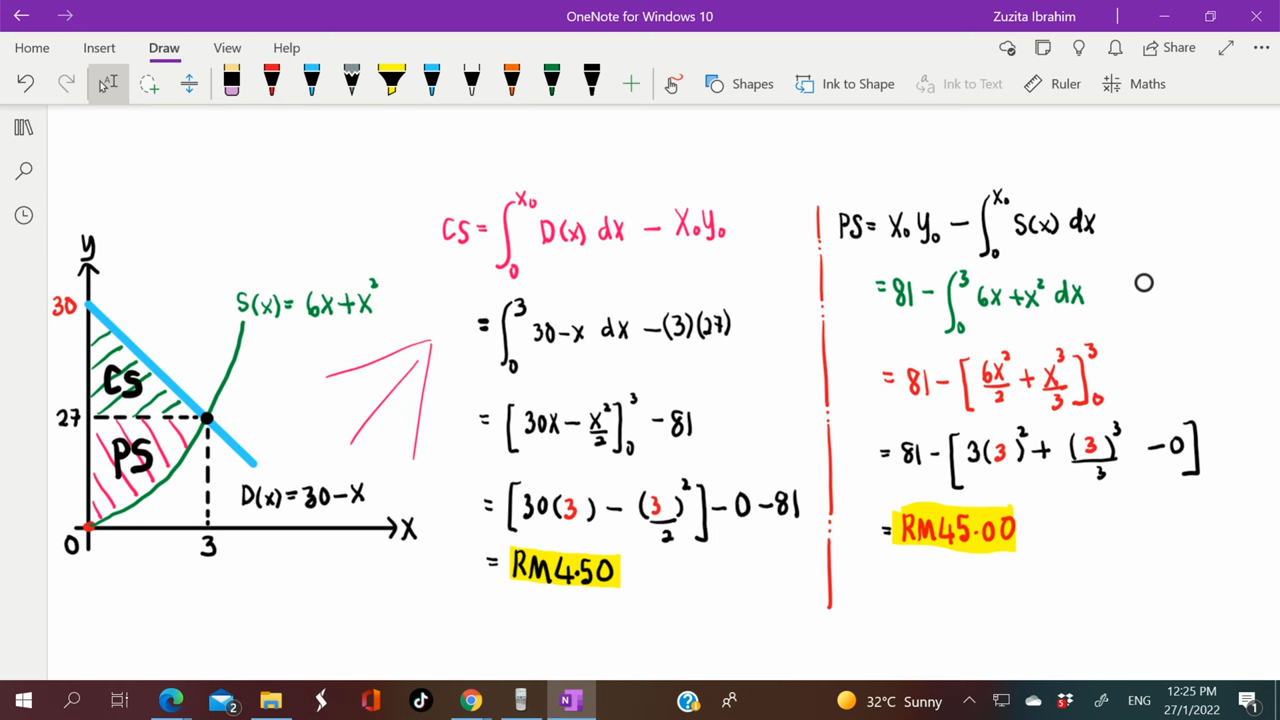 OneNote for Windows 10
Zuzita Ibrahim
Home Insert Draw View Help
Share
Shapes
Ink to Shape
Ink to Text
Ruler
Maths
y
30
S(x) = 6x + x²
CS
27
PS
D(x) = 30 - x
0
3
X
CS = ∫₀^{X₀} D(x) dx - X₀Y₀
= ∫₀³ 30 - x dx - (3)(27)
= [30x - x²/2]₀³ - 81
= [30(3) - (3)²/2] - 0 - 81
= RM4.50
PS = X₀Y₀ - ∫₀^{X₀} S(x) dx
= 81 - ∫₀³ 6x + x² dx
= 81 - [6x²/2 + x³/3]₀³
= 81 - [3(3)² + (3)³/3 - 0]
= RM45.00
2
S
32°C Sunny
5
ENG
12:25 PM
27/1/2022
1